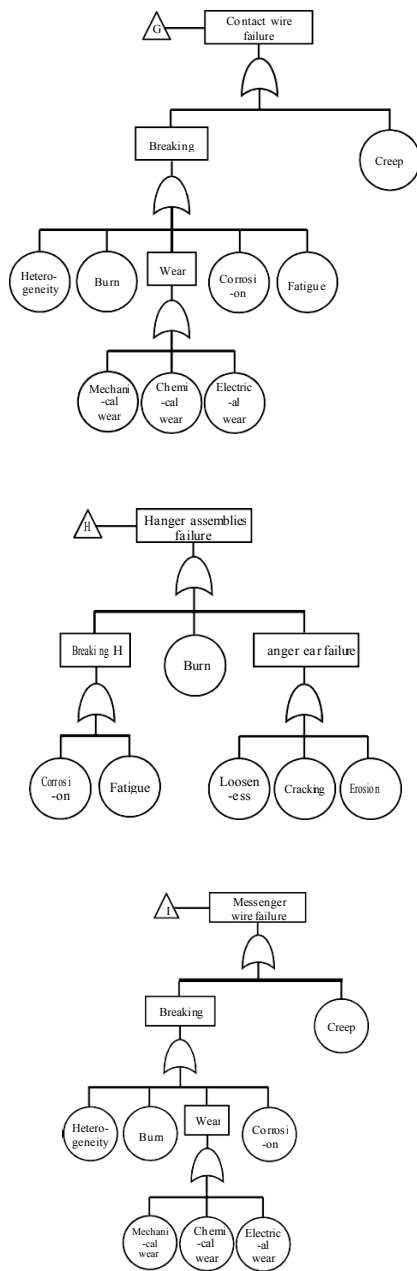 G
Contact wire
failure
Breaking
Creep
Hetero-
geneity
Burn
Wear
Corrosi
-on
Fatigue
Mechani
-cal
wear
Chemi
-cal
wear
Electric
-al wear
H
Hanger assemblies
failure
Breaking H
Burn
anger ear failure
Corrosi
-on
Fatigue
Loosen
-ess
Cracking
Erosion
I
Messenger
wire failure
Breaking
Creep
Hetero-
geneity
Burn
Wear
Corrosi
-on
Mechani
-cal
wear
Chemi
-cal
wear
Electric
-al wear